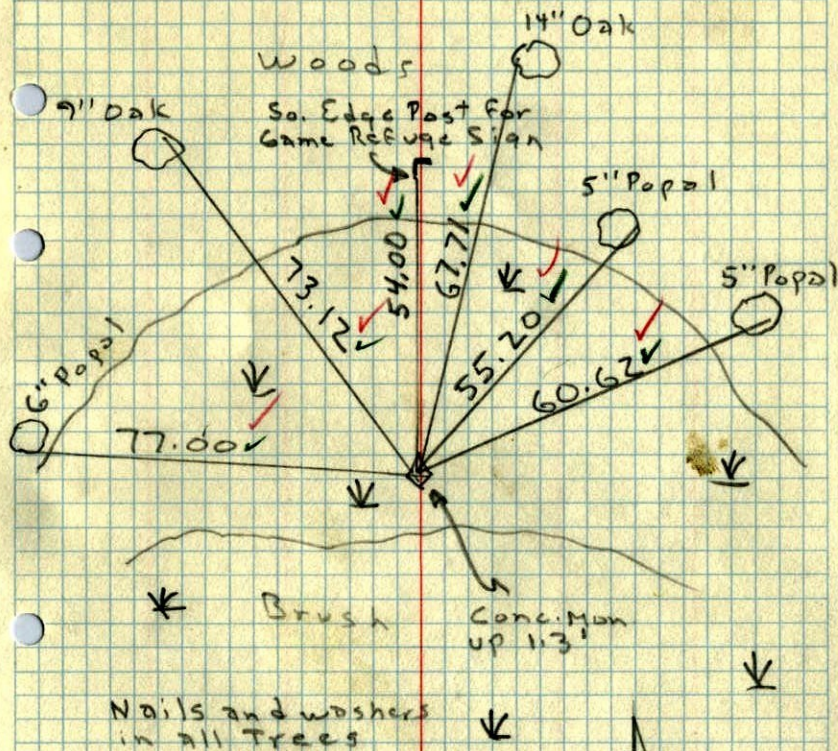 14" Oak
Woods
9" Oak
So. Edge Post for
Game Refuge Sign
5" Popal
5" Popal
6" Popal
73.12
54.00
67.71
55.20
60.62
77.00
Brush
Conc. Mon
up 1.3'
Nails and washers
in all Trees